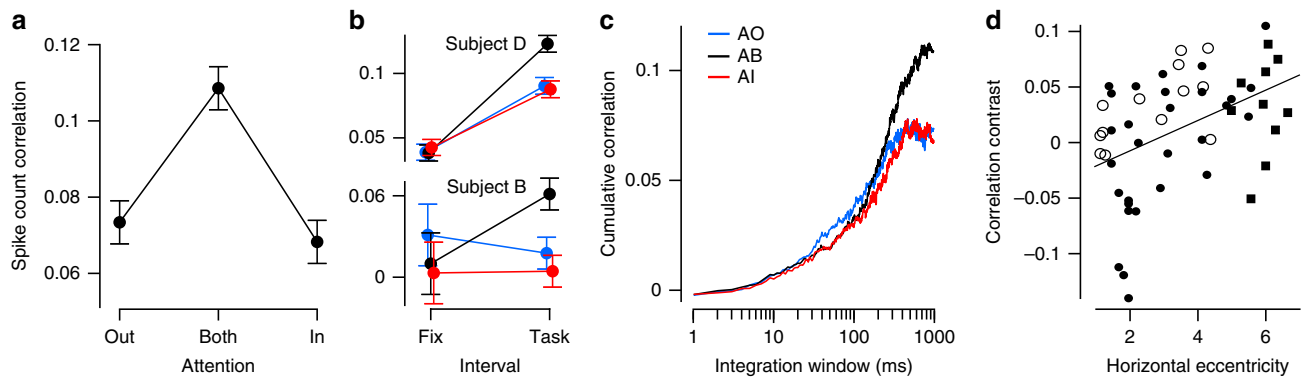 a
0.12
0.1
0.08
0.06
Spike count correlation
Out Both In
Attention
b
Subject D
0.1
0.05
Subject B
0.06
0
Fix Task
Interval
c
AO
AB
AI
0.1
0.05
0
Cumulative correlation
1 10 100 1000
Integration window (ms)
d
0.1
0.05
0
−0.05
−0.1
Correlation contrast
2 4 6
Horizontal eccentricity